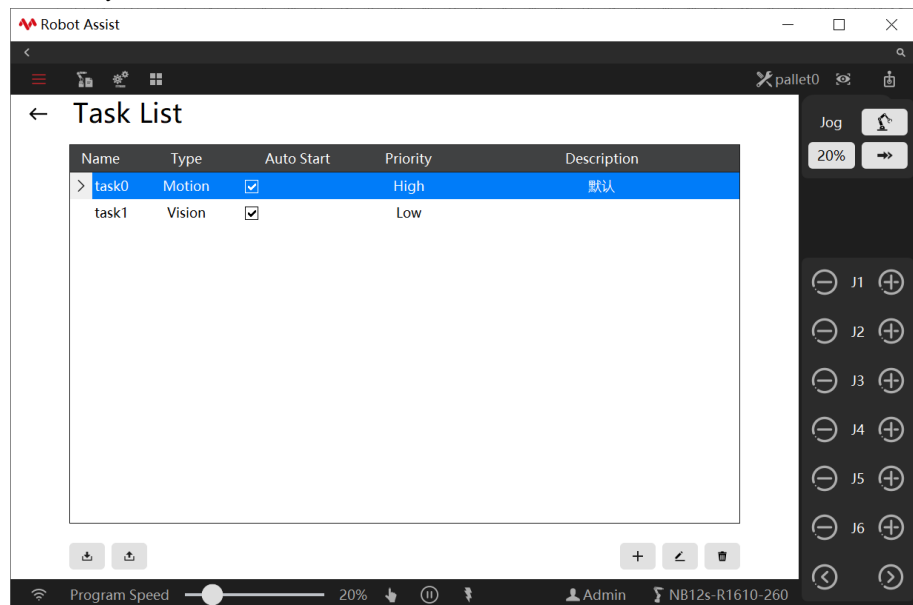 Robot Assist
pallet0
Task List
Name Type Auto Start Priority Description
task0 Motion High 默认
task1 Vision Low
Jog
20%
J1
J2
J3
J4
J5
J6
Program Speed 20% Admin NB12s-R1610-260